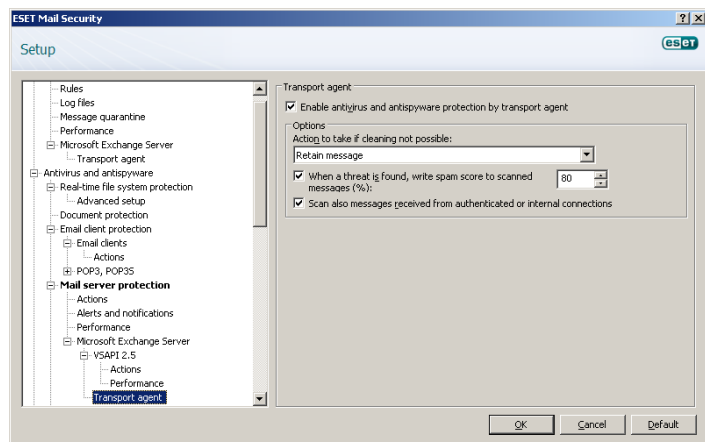 ESET Mail Security
Setup
eset
Rules
Log files
Message quarantine
Performance
Microsoft Exchange Server
Transport agent
Antivirus and antispyware
Real-time file system protection
Advanced setup
Document protection
Email client protection
Email clients
Actions
POP3, POP3S
Mail server protection
Actions
Alerts and notifications
Performance
Microsoft Exchange Server
VSAPI 2.5
Actions
Performance
Transport agent
Transport agent
Enable antivirus and antispyware protection by transport agent
Options
Action to take if cleaning not possible:
Retain message
When a threat is found, write spam score to scanned
messages (%):
80
Scan also messages received from authenticated or internal connections
OK
Cancel
Default